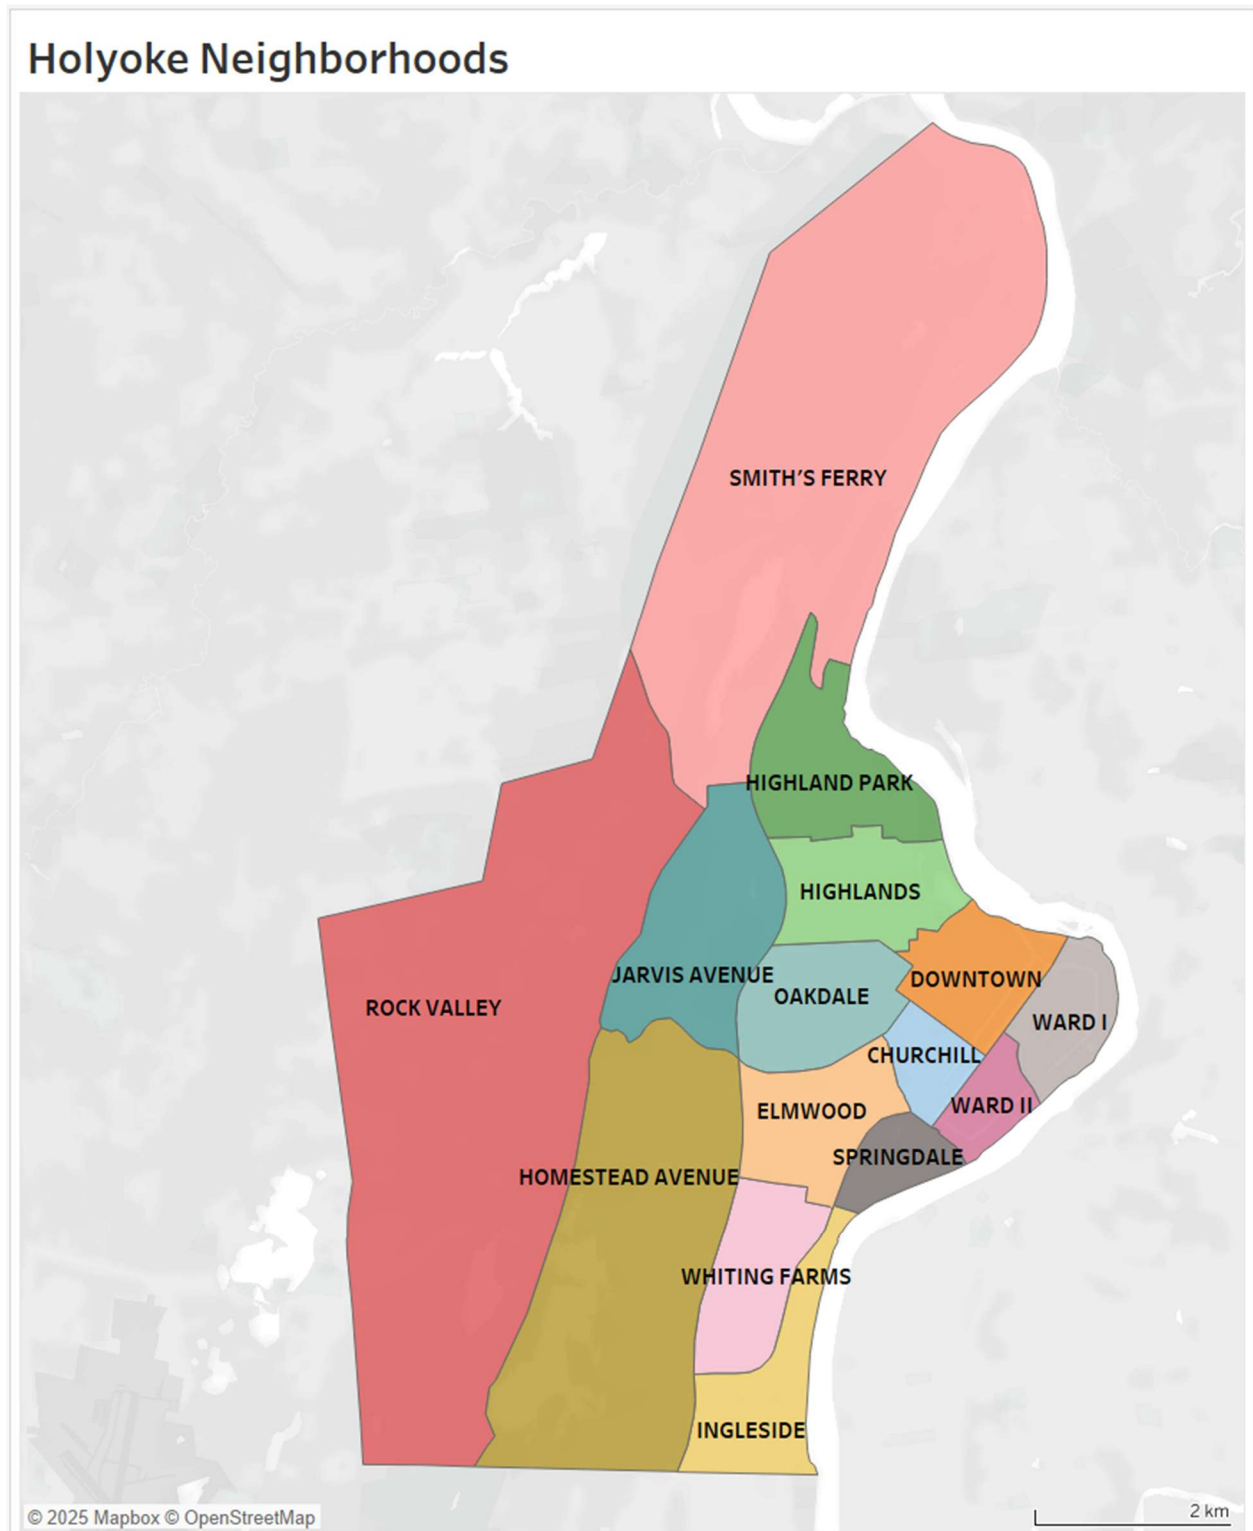 Holyoke Neighborhoods
SMITH’S FERRY
HIGHLAND PARK
HIGHLANDS
JARVIS AVENUE
OAKDALE
DOWNTOWN
ROCK VALLEY
WARD I
CHURCHILL
ELMWOOD
WARD II
SPRINGDALE
HOMESTEAD AVENUE
WHITING FARMS
INGLESIDE
© 2025 Mapbox © OpenStreetMap
2 km